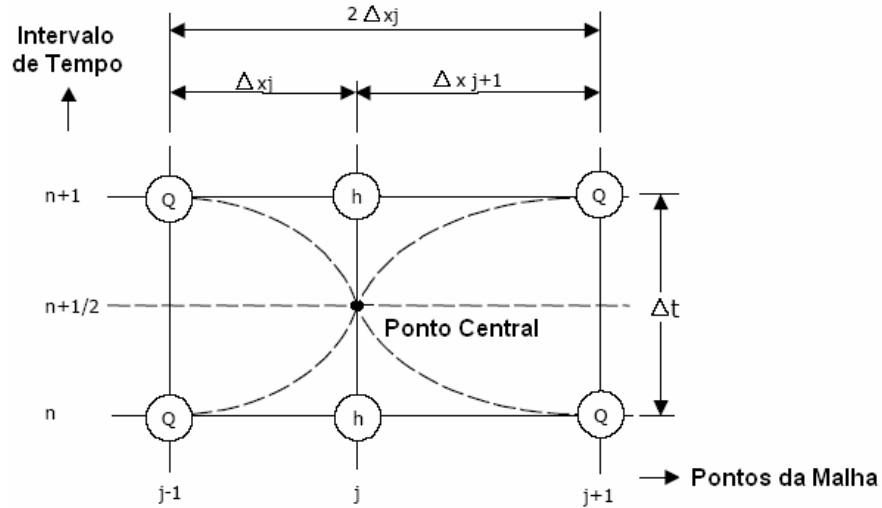 2 Δxj
Intervalo
de Tempo
Δxj
Δx j+1
n+1
Q
h
Q
n+1/2
Ponto Central
Δt
n
Q
h
Q
j-1
j
j+1
Pontos da Malha